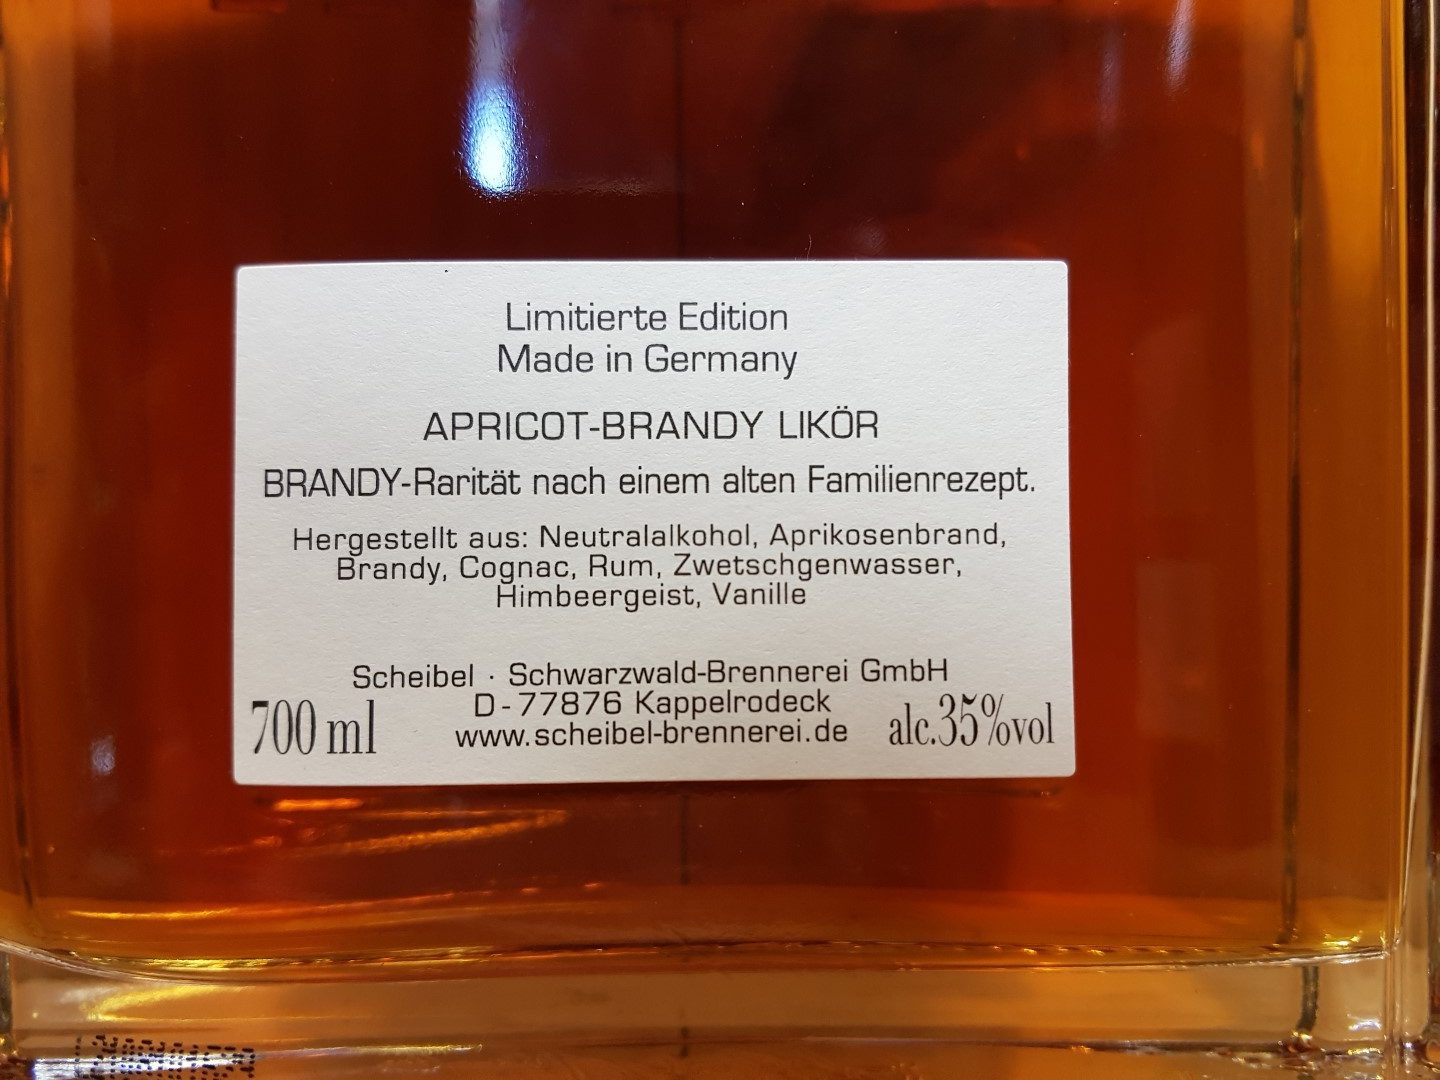 Limitierte Edition
Made in Germany
APRICOT-BRANDY LIKÖR
BRANDY-Rarität nach einem alten Familienrezept.
Hergestellt aus: Neutralalkohol, Aprikosenbrand,
Brandy, Cognac, Rum, Zwetschgenwasser,
Himbeergeist, Vanille
Scheibel · Schwarzwald-Brennerei GmbH
D-77876 Kappelrodeck
www.scheibel-brennerei.de
700 ml
alc.35%vol